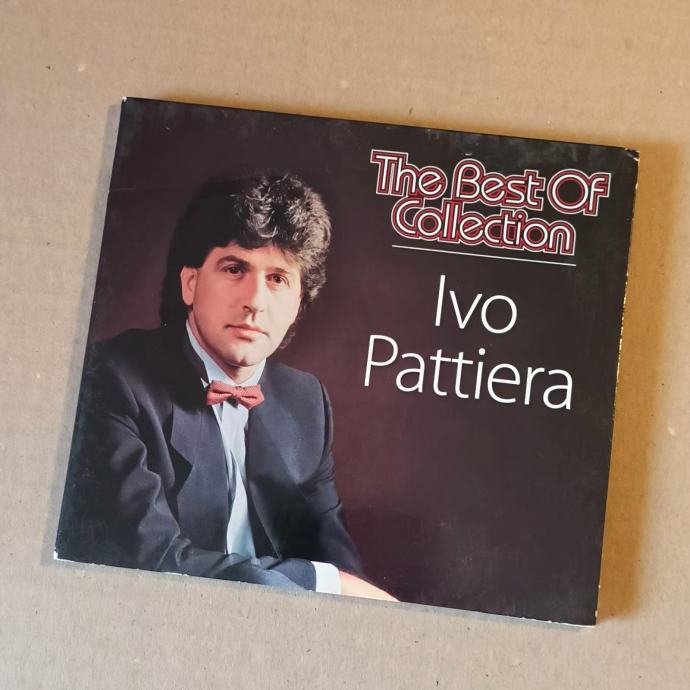 The Best Of
Collection
Ivo
Pattiera